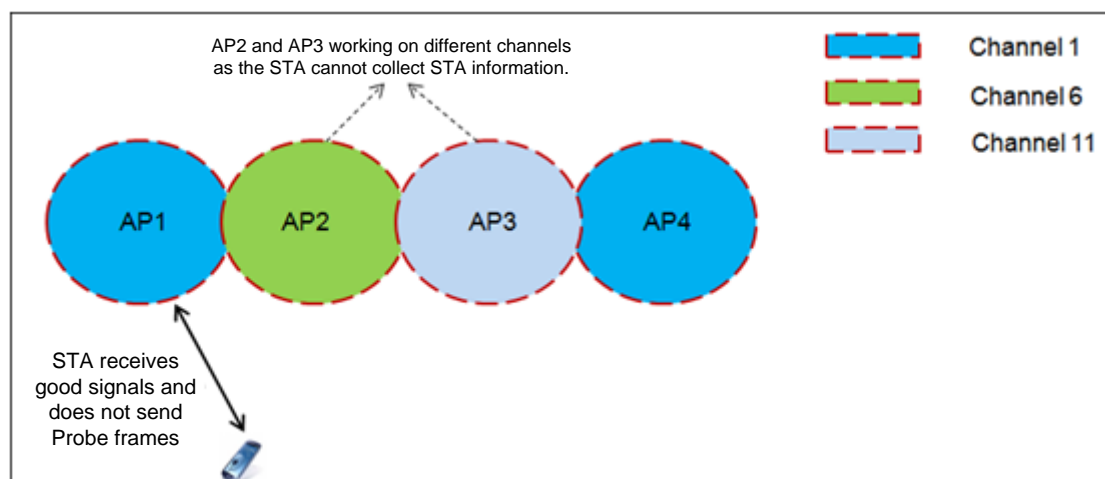 AP2 and AP3 working on different channels
as the STA cannot collect STA information.
Channel 1
Channel 6
Channel 11
AP1
AP2
AP3
AP4
STA receives
good signals and
does not send
Probe frames